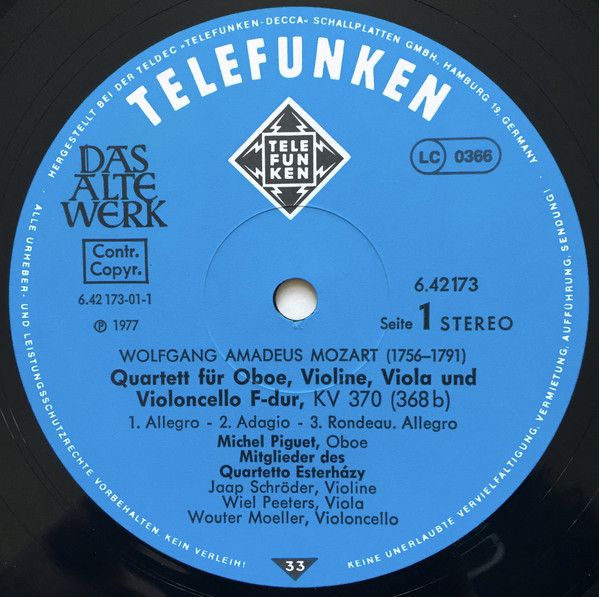 HERGESTELLT BEI DER TELDEC »TELEFUNKEN-DECCA« SCHALLPLATTEN GMBH, HAMBURG 19, GERMANY
TELEFUNKEN
TELE
FUN
KEN
DAS
ALTE
WERK
LC 0366
Contr.
Copyr.
6.42 173-01-1
Ⓟ 1977
6.42173
Seite 1 STEREO
WOLFGANG AMADEUS MOZART (1756–1791)
Quartett für Oboe, Violine, Viola und
Violoncello F-dur, KV 370 (368b)
1. Allegro - 2. Adagio - 3. Rondeau. Allegro
Michel Piguet, Oboe
Mitglieder des
Quartetto Esterházy
Jaap Schröder, Violine
Wiel Peeters, Viola
Wouter Moeller, Violoncello
33
ALLE URHEBER- UND LEISTUNGSSCHUTZRECHTE VORBEHALTEN. KEIN VERLEIH!
KEINE UNERLAUBTE VERVIELFÄLTIGUNG, VERMIETUNG, AUFFÜHRUNG, SENDUNG!